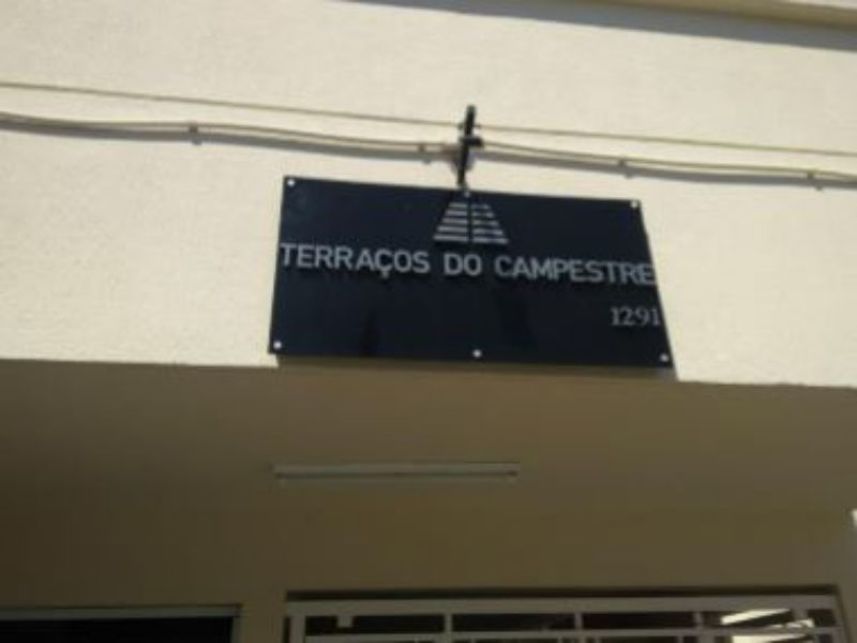 TERRAÇOS DO CAMPESTRE
1291